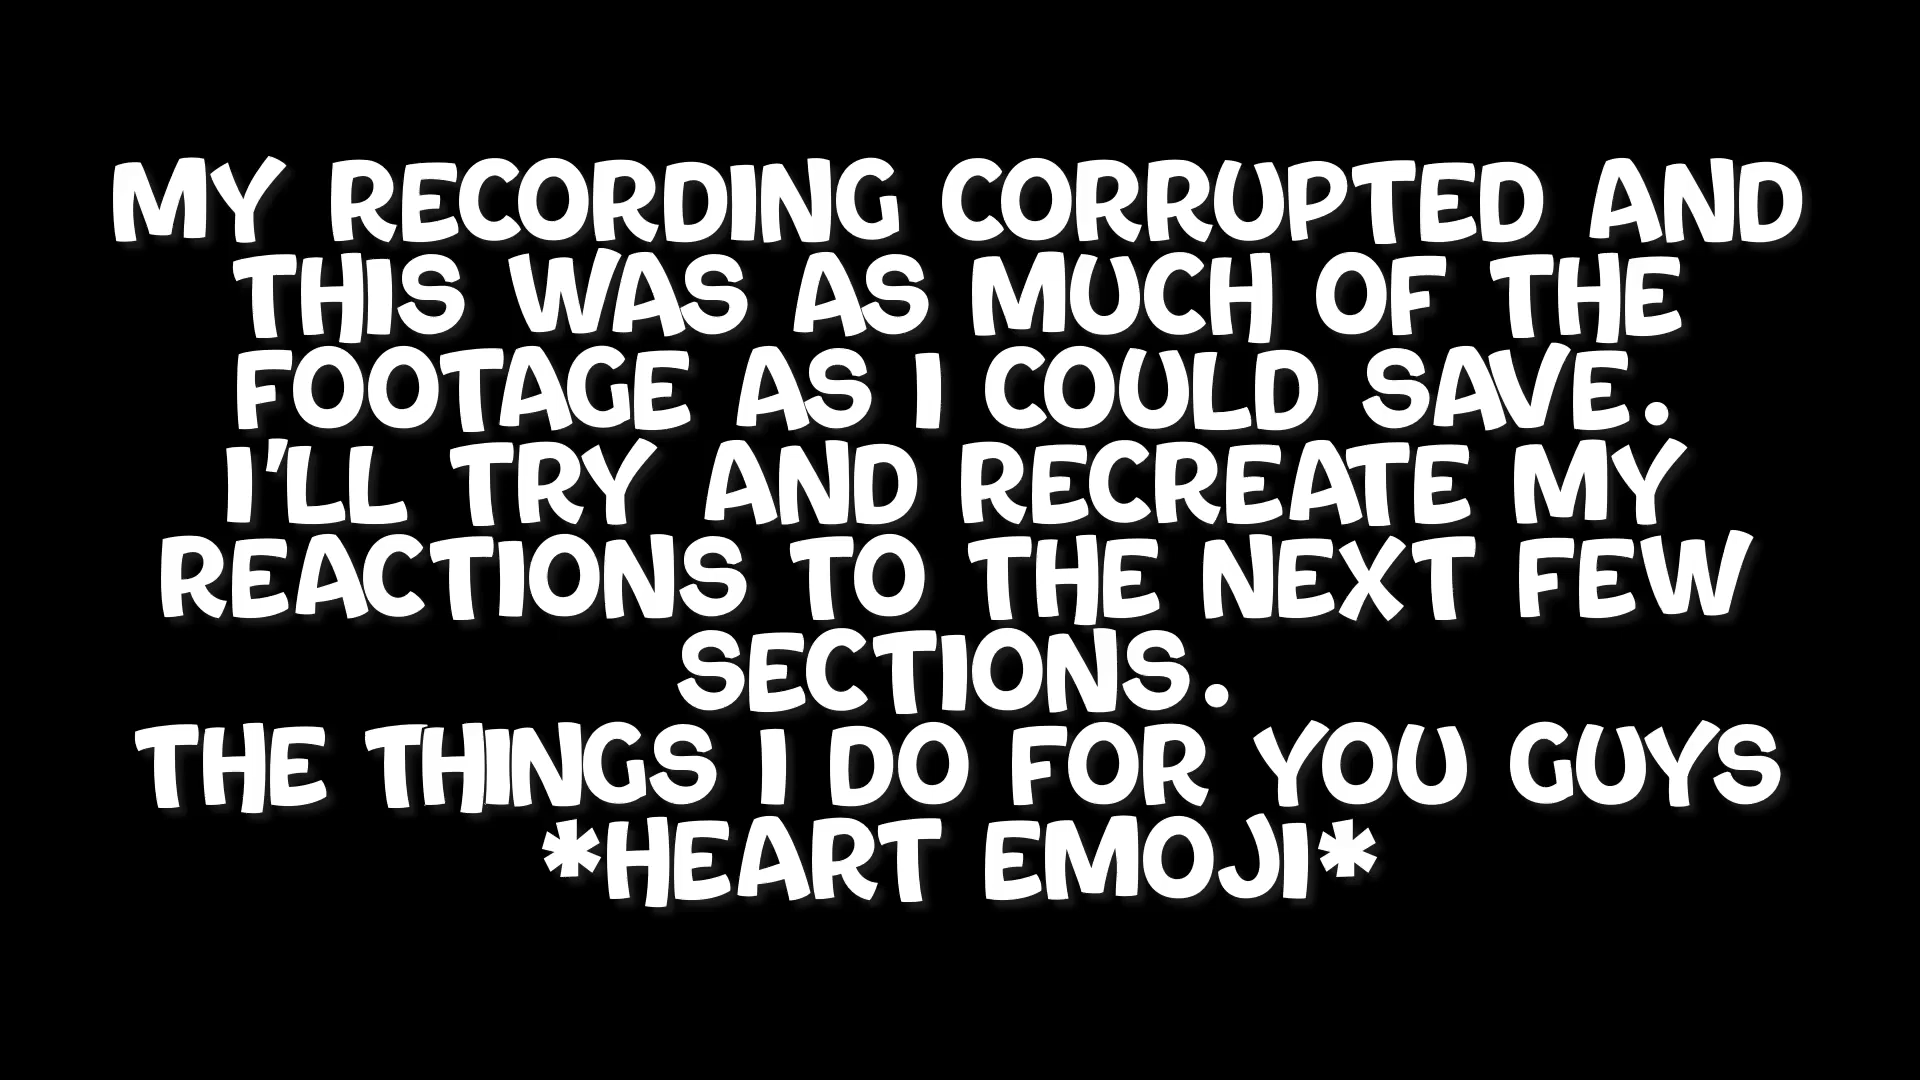 MY RECORDING CORRUPTED AND
THIS WAS AS MUCH OF THE
FOOTAGE AS I COULD SAVE.
I'LL TRY AND RECREATE MY
REACTIONS TO THE NEXT FEW
SECTIONS.
THE THINGS I DO FOR YOU GUYS
*HEART EMOJI*